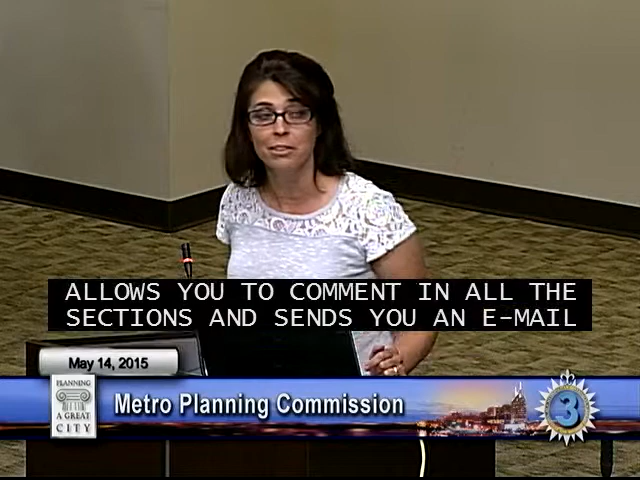 ALLOWS YOU TO COMMENT IN ALL THE
SECTIONS AND SENDS YOU AN E-MAIL
May 14, 2015
PLANNING
A GREAT
CITY
Metro Planning Commission
3